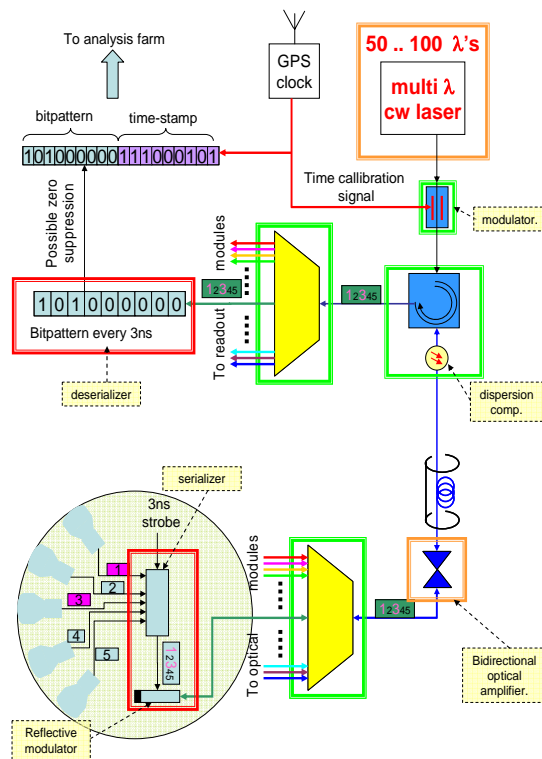 To analysis farm
GPS
clock
50 .. 100 λ's
multi λ
cw laser
bitpattern
time-stamp
101000000111000101
Possible zero
suppression
Time callibration
signal
modulator.
modules
12345
12345
101000000
Bitpattern every 3ns
To readout
deserializer
dispersion
comp.
serializer
3ns
strobe
1
2
3
4
5
12345
modules
12345
To optical
Reflective
modulator
Bidirectional
optical
amplifier.